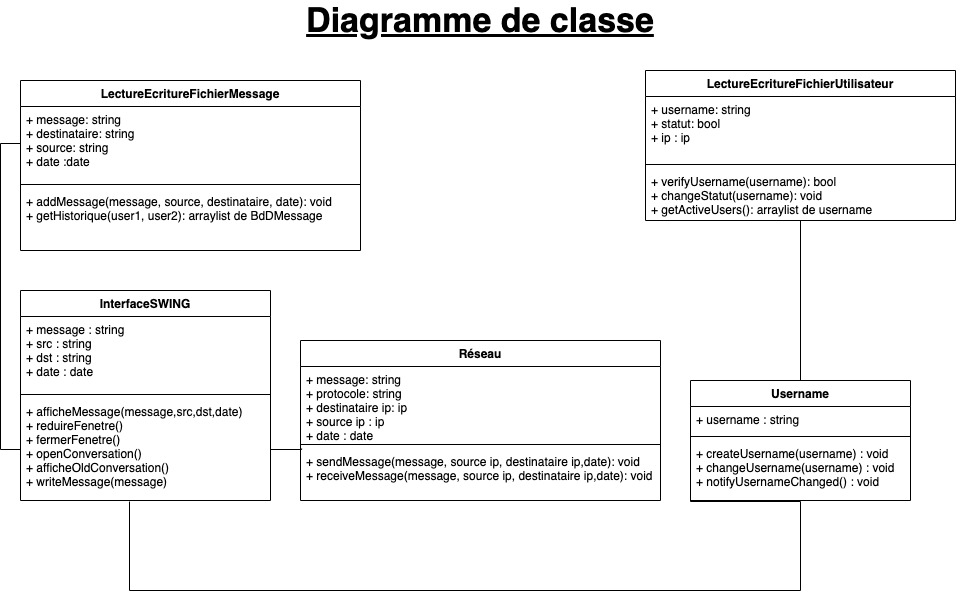 Diagramme de classe
LectureEcritureFichierMessage
+ message: string
+ destinataire: string
+ source: string
+ date :date
+ addMessage(message, source, destinataire, date): void
+ getHistorique(user1, user2): arraylist de BdDMessage
LectureEcritureFichierUtilisateur
+ username: string
+ statut: bool
+ ip : ip
+ verifyUsername(username): bool
+ changeStatut(username): void
+ getActiveUsers(): arraylist de username
InterfaceSWING
+ message : string
+ src : string
+ dst : string
+ date : date
+ afficheMessage(message,src,dst,date)
+ reduireFenetre()
+ fermerFenetre()
+ openConversation()
+ afficheOldConversation()
+ writeMessage(message)
Réseau
+ message: string
+ protocole: string
+ destinataire ip: ip
+ source ip : ip
+ date : date
+ sendMessage(message, source ip, destinataire ip,date): void
+ receiveMessage(message, source ip, destinataire ip,date): void
Username
+ username : string
+ createUsername(username) : void
+ changeUsername(username) : void
+ notifyUsernameChanged() : void